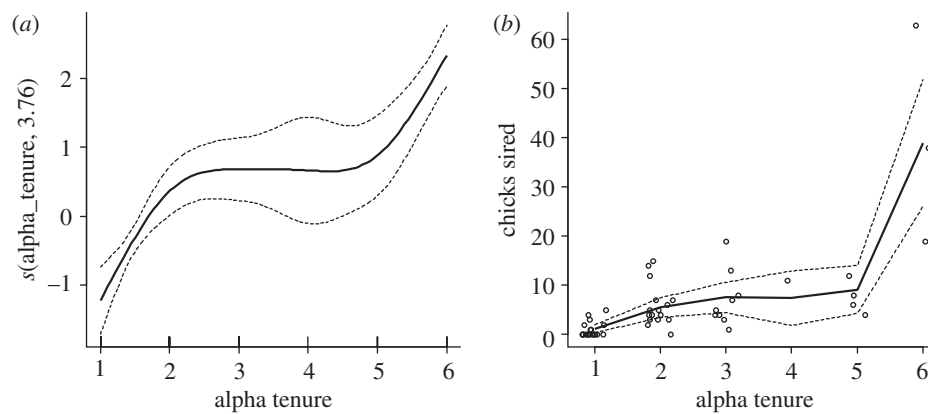 (a)
s(alpha_tenure, 3.76)
2
1
0
−1
1 2 3 4 5 6
alpha tenure
(b)
chicks sired
60
50
40
30
20
10
0
1 2 3 4 5 6
alpha tenure